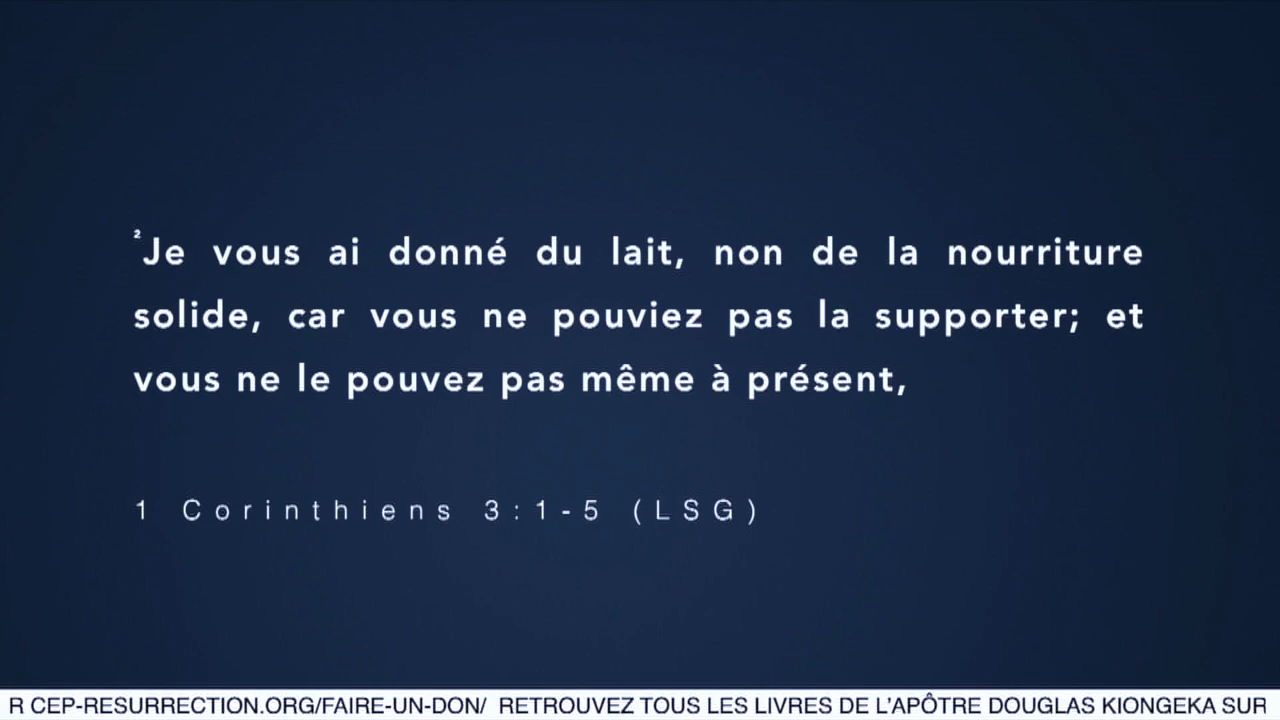 ²Je vous ai donné du lait, non de la nourriture
solide, car vous ne pouviez pas la supporter; et
vous ne le pouvez pas même à présent,
1 Corinthiens 3:1-5 (LSG)
R CEP-RESURRECTION.ORG/FAIRE-UN-DON/ RETROUVEZ TOUS LES LIVRES DE L'APÔTRE DOUGLAS KIONGEKA SUR